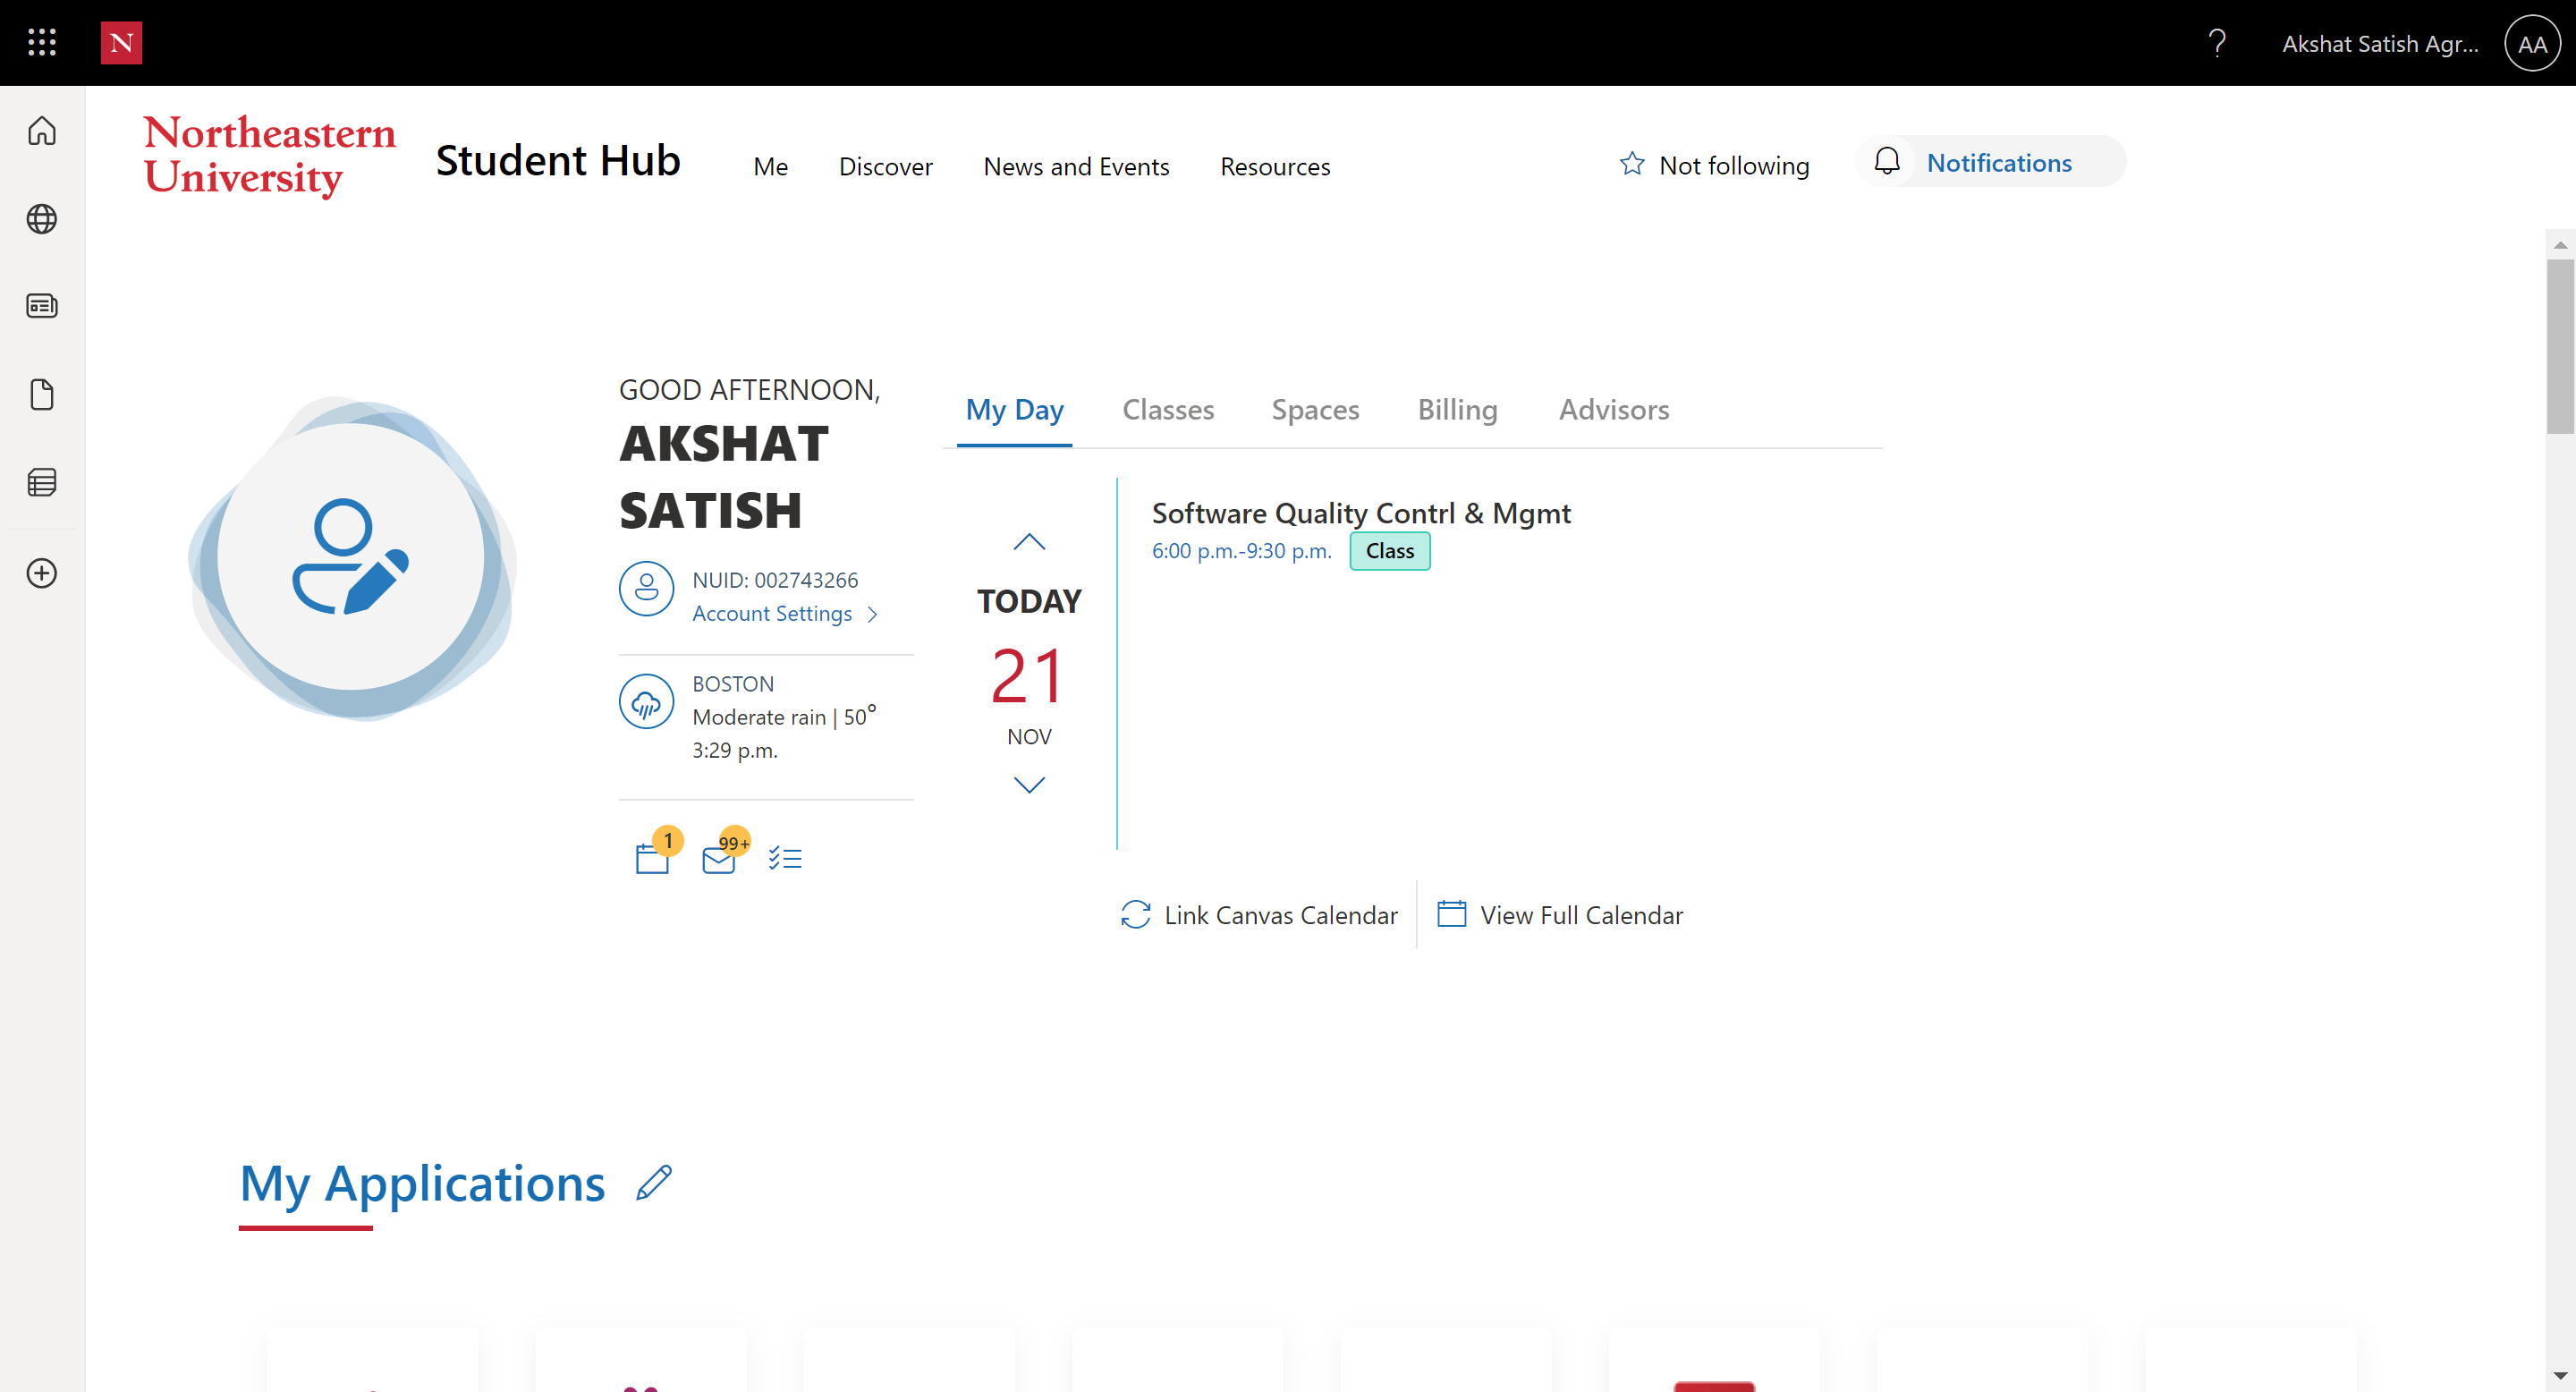 N
?
Akshat Satish Agr...
AA
Northeastern
University
Student Hub
Me
Discover
News and Events
Resources
Not following
Notifications
GOOD AFTERNOON,
AKSHAT
SATISH
NUID: 002743266
Account Settings
BOSTON
Moderate rain | 50°
3:29 p.m.
1
99+
My Day
Classes
Spaces
Billing
Advisors
TODAY
21
NOV
Software Quality Contrl & Mgmt
6:00 p.m.-9:30 p.m.
Class
Link Canvas Calendar
View Full Calendar
My Applications